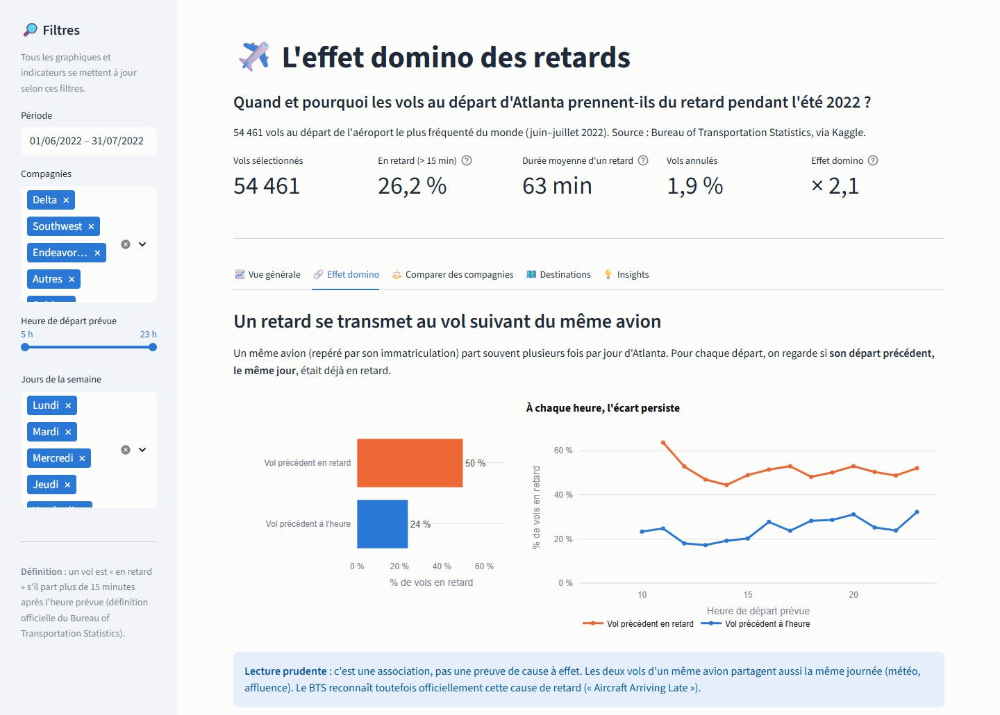 Filtres
Tous les graphiques et
indicateurs se mettent à jour
selon ces filtres.
Période
01/06/2022 – 31/07/2022
Compagnies
Delta ×
Southwest ×
Endeavor… ×
Autres ×
Heure de départ prévue
5 h 23 h
Jours de la semaine
Lundi ×
Mardi ×
Mercredi ×
Jeudi ×
Définition : un vol est « en retard
» s'il part plus de 15 minutes
après l'heure prévue (définition
officielle du Bureau of
Transportation Statistics).
L'effet domino des retards
Quand et pourquoi les vols au départ d'Atlanta prennent-ils du retard pendant l'été 2022 ?
54 461 vols au départ de l'aéroport le plus fréquenté du monde (juin–juillet 2022). Source : Bureau of Transportation Statistics, via Kaggle.
Vols sélectionnés
54 461
En retard (> 15 min)
26,2 %
Durée moyenne d'un retard
63 min
Vols annulés
1,9 %
Effet domino
× 2,1
Vue générale Effet domino Comparer des compagnies Destinations Insights
Un retard se transmet au vol suivant du même avion
Un même avion (repéré par son immatriculation) part souvent plusieurs fois par jour d'Atlanta. Pour chaque départ, on regarde si son départ précédent,
le même jour, était déjà en retard.
Vol précédent en retard 50 %
Vol précédent à l'heure 24 %
0 % 20 % 40 % 60 %
% de vols en retard
À chaque heure, l'écart persiste
60 %
40 %
20 %
0 %
% de vols en retard
10 15 20
Heure de départ prévue
Vol précédent en retard Vol précédent à l'heure
Lecture prudente : c'est une association, pas une preuve de cause à effet. Les deux vols d'un même avion partagent aussi la même journée (météo,
affluence). Le BTS reconnaît toutefois officiellement cette cause de retard (« Aircraft Arriving Late »).